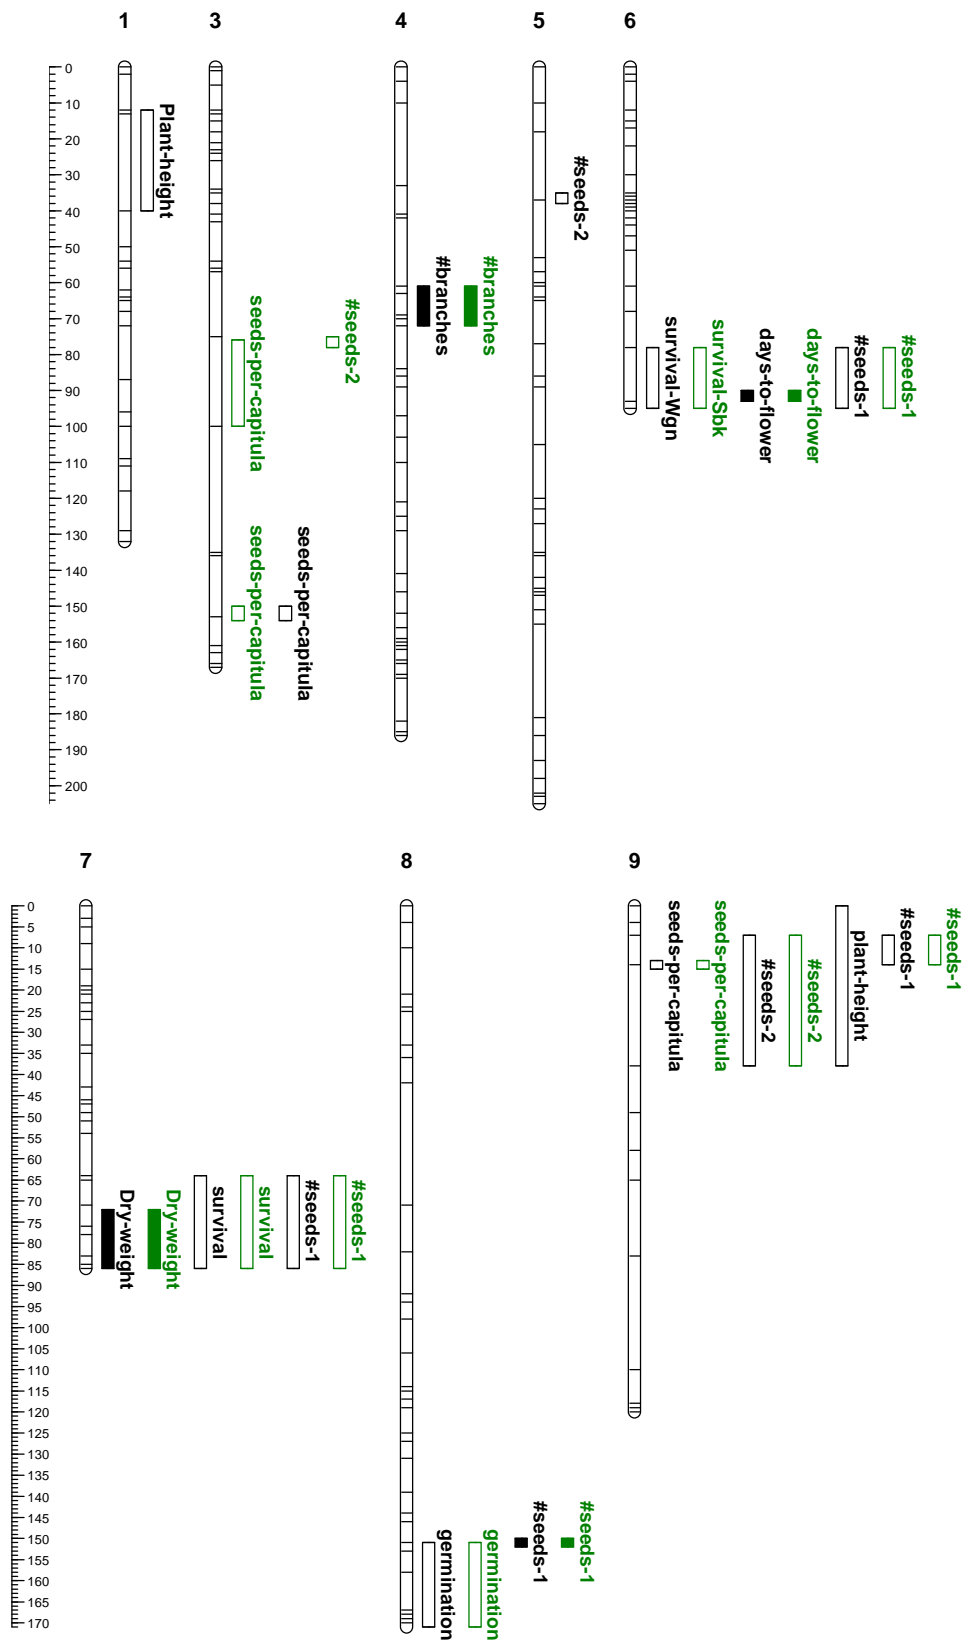 1 3 4 5 6
0
10
20
30
40
50
60
70
80
90
100
110
120
130
140
150
160
170
180
190
200
Plant-height
seeds-per-capitula
seeds-per-capitula
seeds-per-capitula
#seeds-2
#branches
#branches
#seeds-2
survival-Wgn
survival-Sbk
days-to-flower
days-to-flower
#seeds-1
#seeds-1
7 8 9
0
5
10
15
20
25
30
35
40
45
50
55
60
65
70
75
80
85
90
95
100
105
110
115
120
125
130
135
140
145
150
155
160
165
170
Dry-weight
Dry-weight
survival
survival
#seeds-1
#seeds-1
germination
germination
#seeds-1
#seeds-1
seeds-per-capitula
seeds-per-capitula
#seeds-2
#seeds-2
plant-height
#seeds-1
#seeds-1